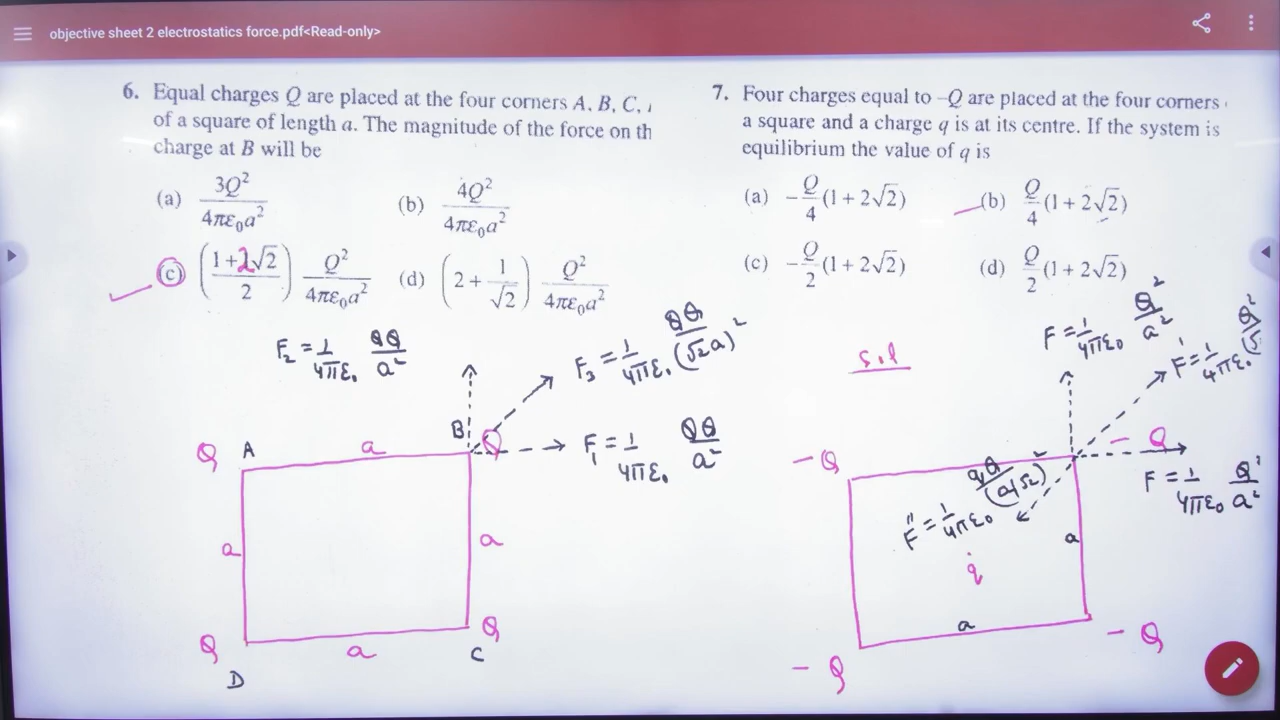 objective sheet 2 electrostatics force.pdf<Read-only>
6. Equal charges Q are placed at the four corners A, B, C,
of a square of length a. The magnitude of the force on th
charge at B will be
(a) 3Q²/4πε₀a²
(b) 4Q²/4πε₀a²
(c) (1+2√2/2) Q²/4πε₀a²
(d) (2 + 1/√2) Q²/4πε₀a²
F₂ = 1/4πε₀ QQ/a²
F₃ = 1/4πε₀ QQ/(√2a)²
B
Q
F₁ = 1/4πε₀ QQ/a²
Q A a
a
a
Q
D
a
Q
C
7. Four charges equal to –Q are placed at the four corners
a square and a charge q is at its centre. If the system is
equilibrium the value of q is
(a) –Q/4(1 + 2√2)
(b) Q/4(1 + 2√2)
(c) –Q/2(1 + 2√2)
(d) Q/2(1 + 2√2)
Sol
F = 1/4πε₀ Q²/a²
F' = 1/4πε₀ Q²
– Q
– Q
F = 1/4πε₀ Q²/a²
F'' = 1/4πε₀ qQ/(a/√2)²
a
q
a
– Q
– Q